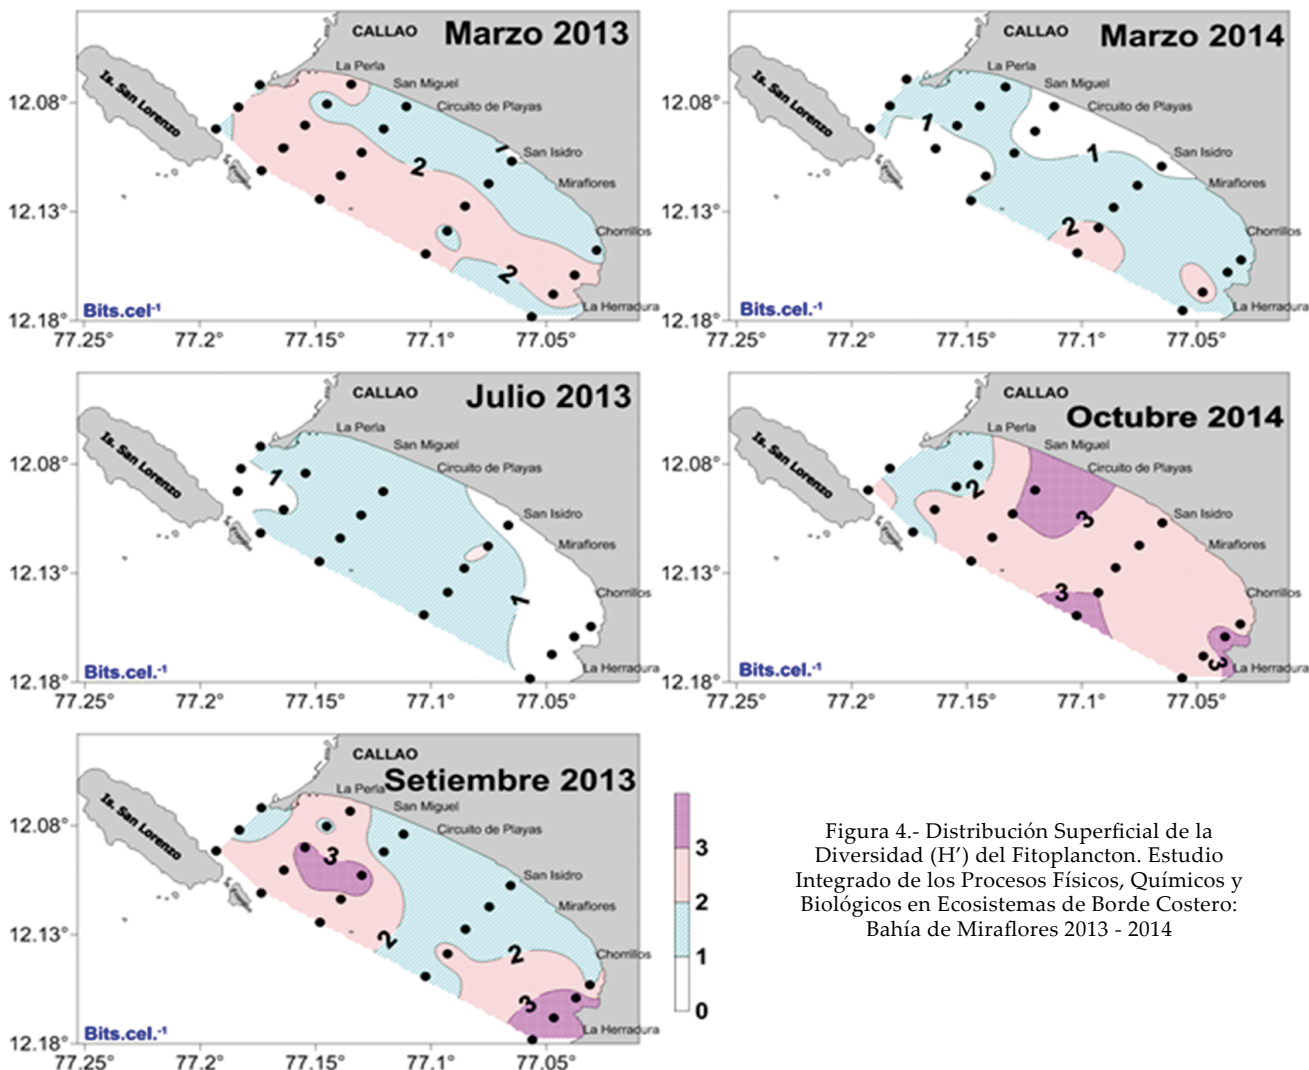 Marzo 2013
CALLAO
La Perla
San Miguel
Circuito de Playas
San Isidro
Miraflores
Chorrillos
La Herradura
Is. San Lorenzo
1
2
2
Bits.cel-1
12.08°
12.13°
12.18°
77.25° 77.2° 77.15° 77.1° 77.05°
Marzo 2014
CALLAO
La Perla
San Miguel
Circuito de Playas
San Isidro
Miraflores
Chorrillos
La Herradura
Is. San Lorenzo
1
1
2
Bits.cel.-1
12.08°
12.13°
12.18°
77.25° 77.2° 77.15° 77.1° 77.05°
Julio 2013
CALLAO
La Perla
San Miguel
Circuito de Playas
San Isidro
Miraflores
Chorrillos
La Herradura
Is. San Lorenzo
1
1
Bits.cel.-1
12.08°
12.13°
12.18°
77.25° 77.2° 77.15° 77.1° 77.05°
Octubre 2014
CALLAO
La Perla
San Miguel
Circuito de Playas
San Isidro
Miraflores
Chorrillos
La Herradura
Is. San Lorenzo
2
3
3
3
Bits.cel.-1
12.08°
12.13°
12.18°
77.25° 77.2° 77.15° 77.1° 77.05°
Setiembre 2013
CALLAO
La Perla
San Miguel
Circuito de Playas
San Isidro
Miraflores
Chorrillos
La Herradura
Is. San Lorenzo
3
2
2
3
Bits.cel.-1
12.08°
12.13°
12.18°
77.25° 77.2° 77.15° 77.1° 77.05°
3
2
1
0
Figura 4.- Distribución Superficial de la
Diversidad (H’) del Fitoplancton. Estudio
Integrado de los Procesos Físicos, Químicos y
Biológicos en Ecosistemas de Borde Costero:
Bahía de Miraflores 2013 - 2014